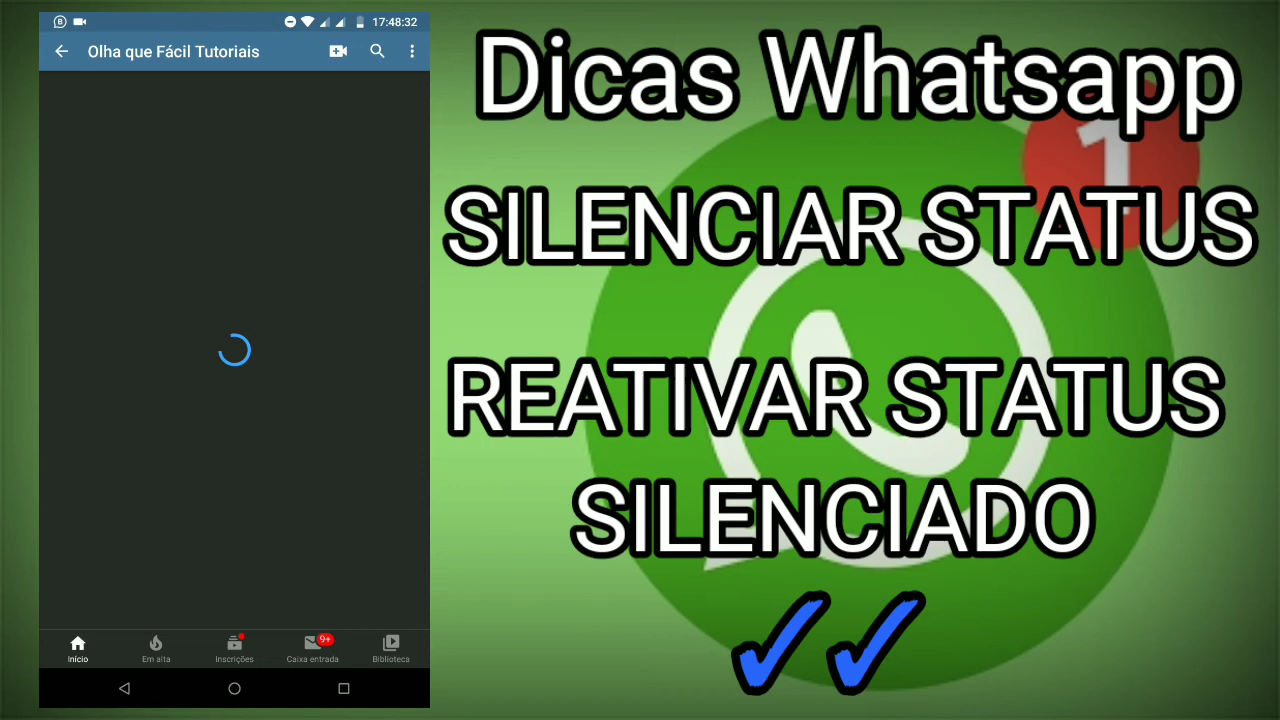 17:48:32
Olha que Fácil Tutoriais
Início
Em alta
Inscrições
9+
Caixa entrada
Biblioteca
Dicas Whatsapp
1
SILENCIAR STATUS
REATIVAR STATUS
SILENCIADO